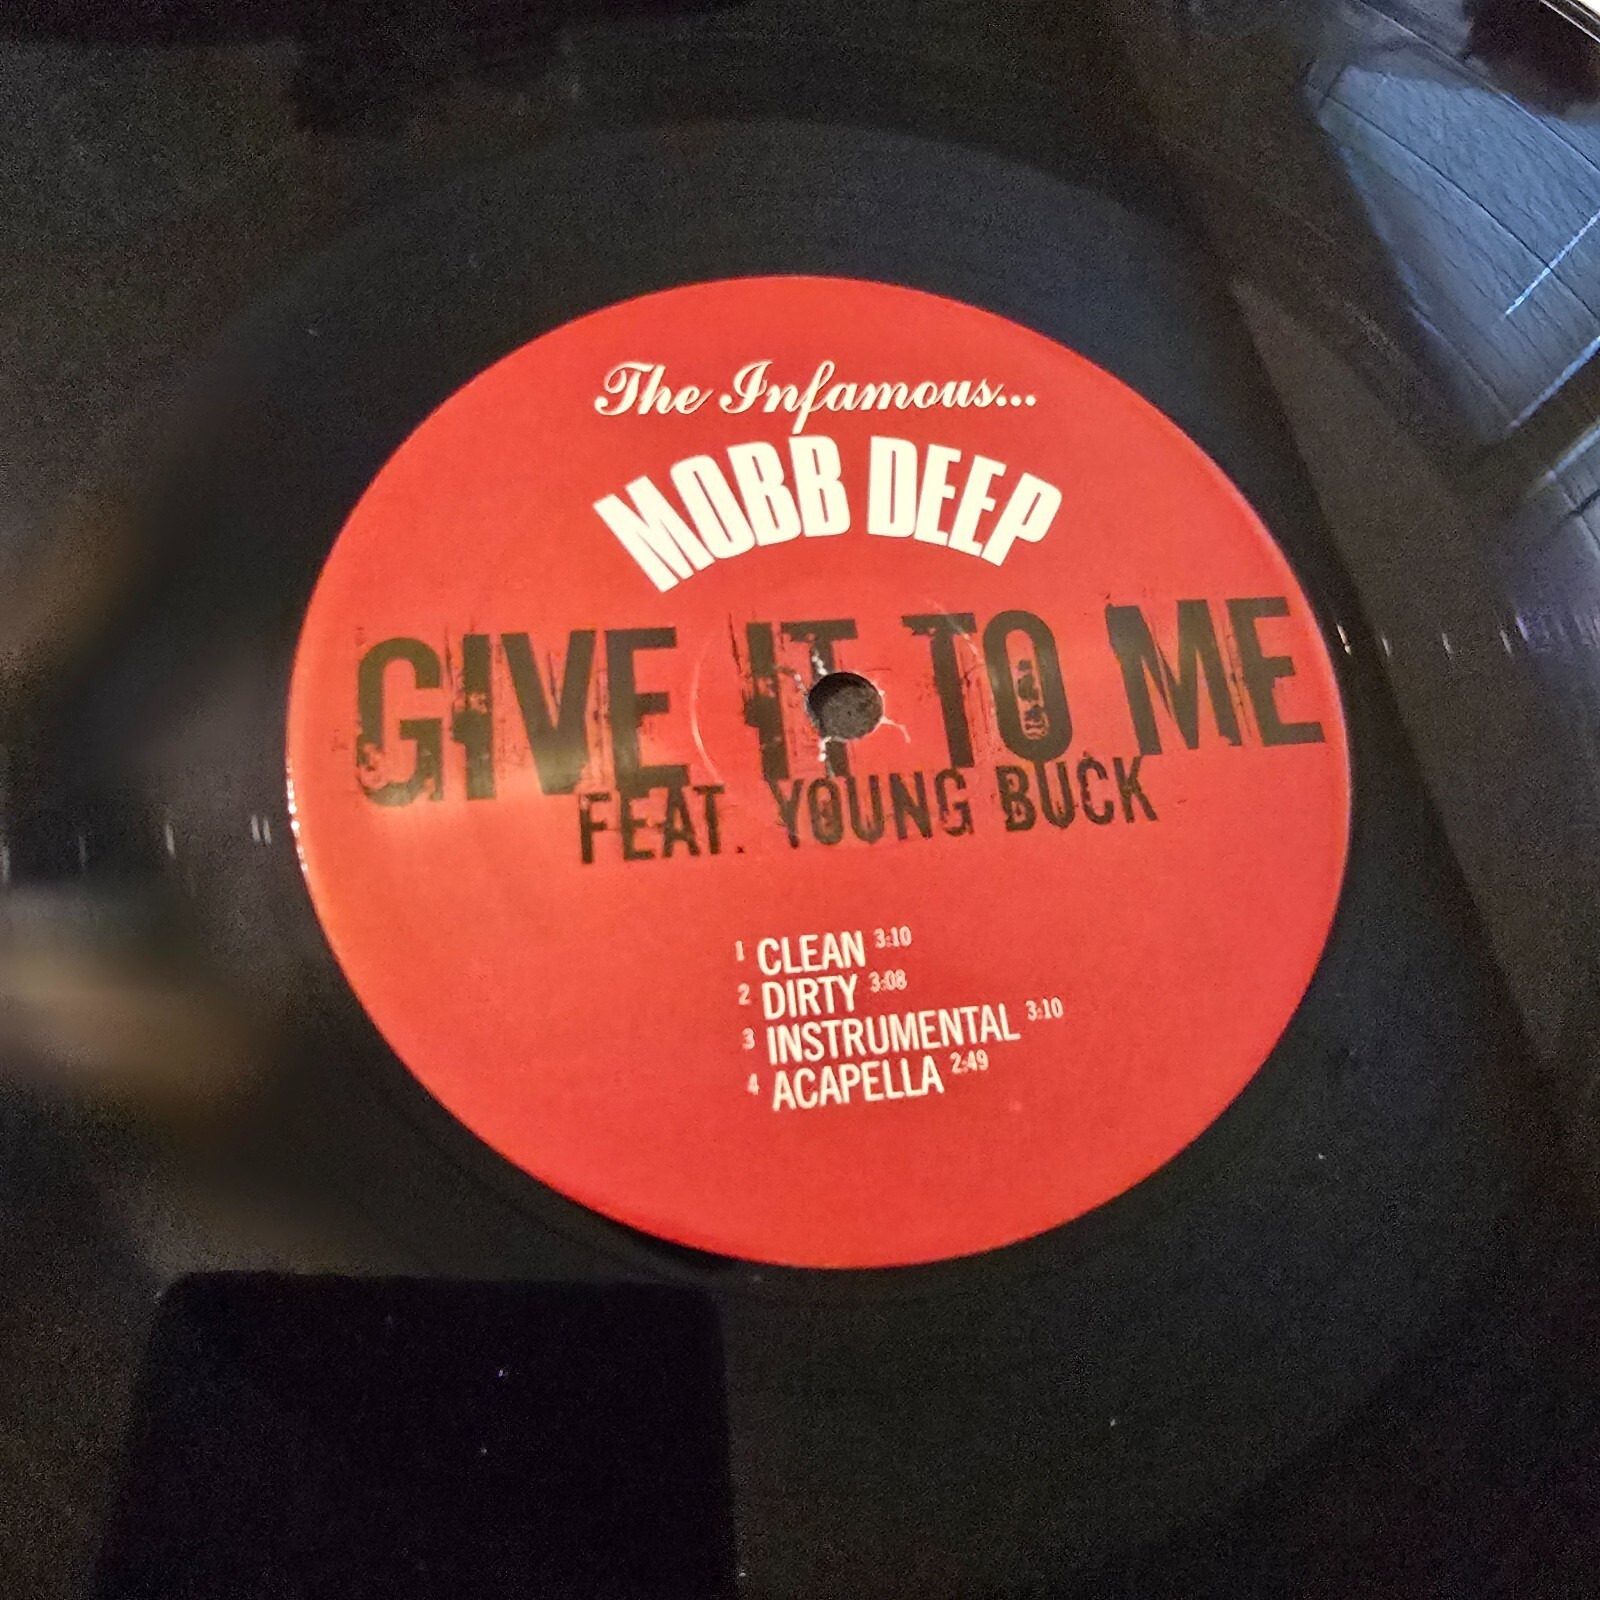 The Infamous...
MOBB DEEP
GIVE IT TO ME
FEAT. YOUNG BUCK
1 CLEAN 3:10
2 DIRTY 3:08
3 INSTRUMENTAL 3:10
4 ACAPELLA 2:49